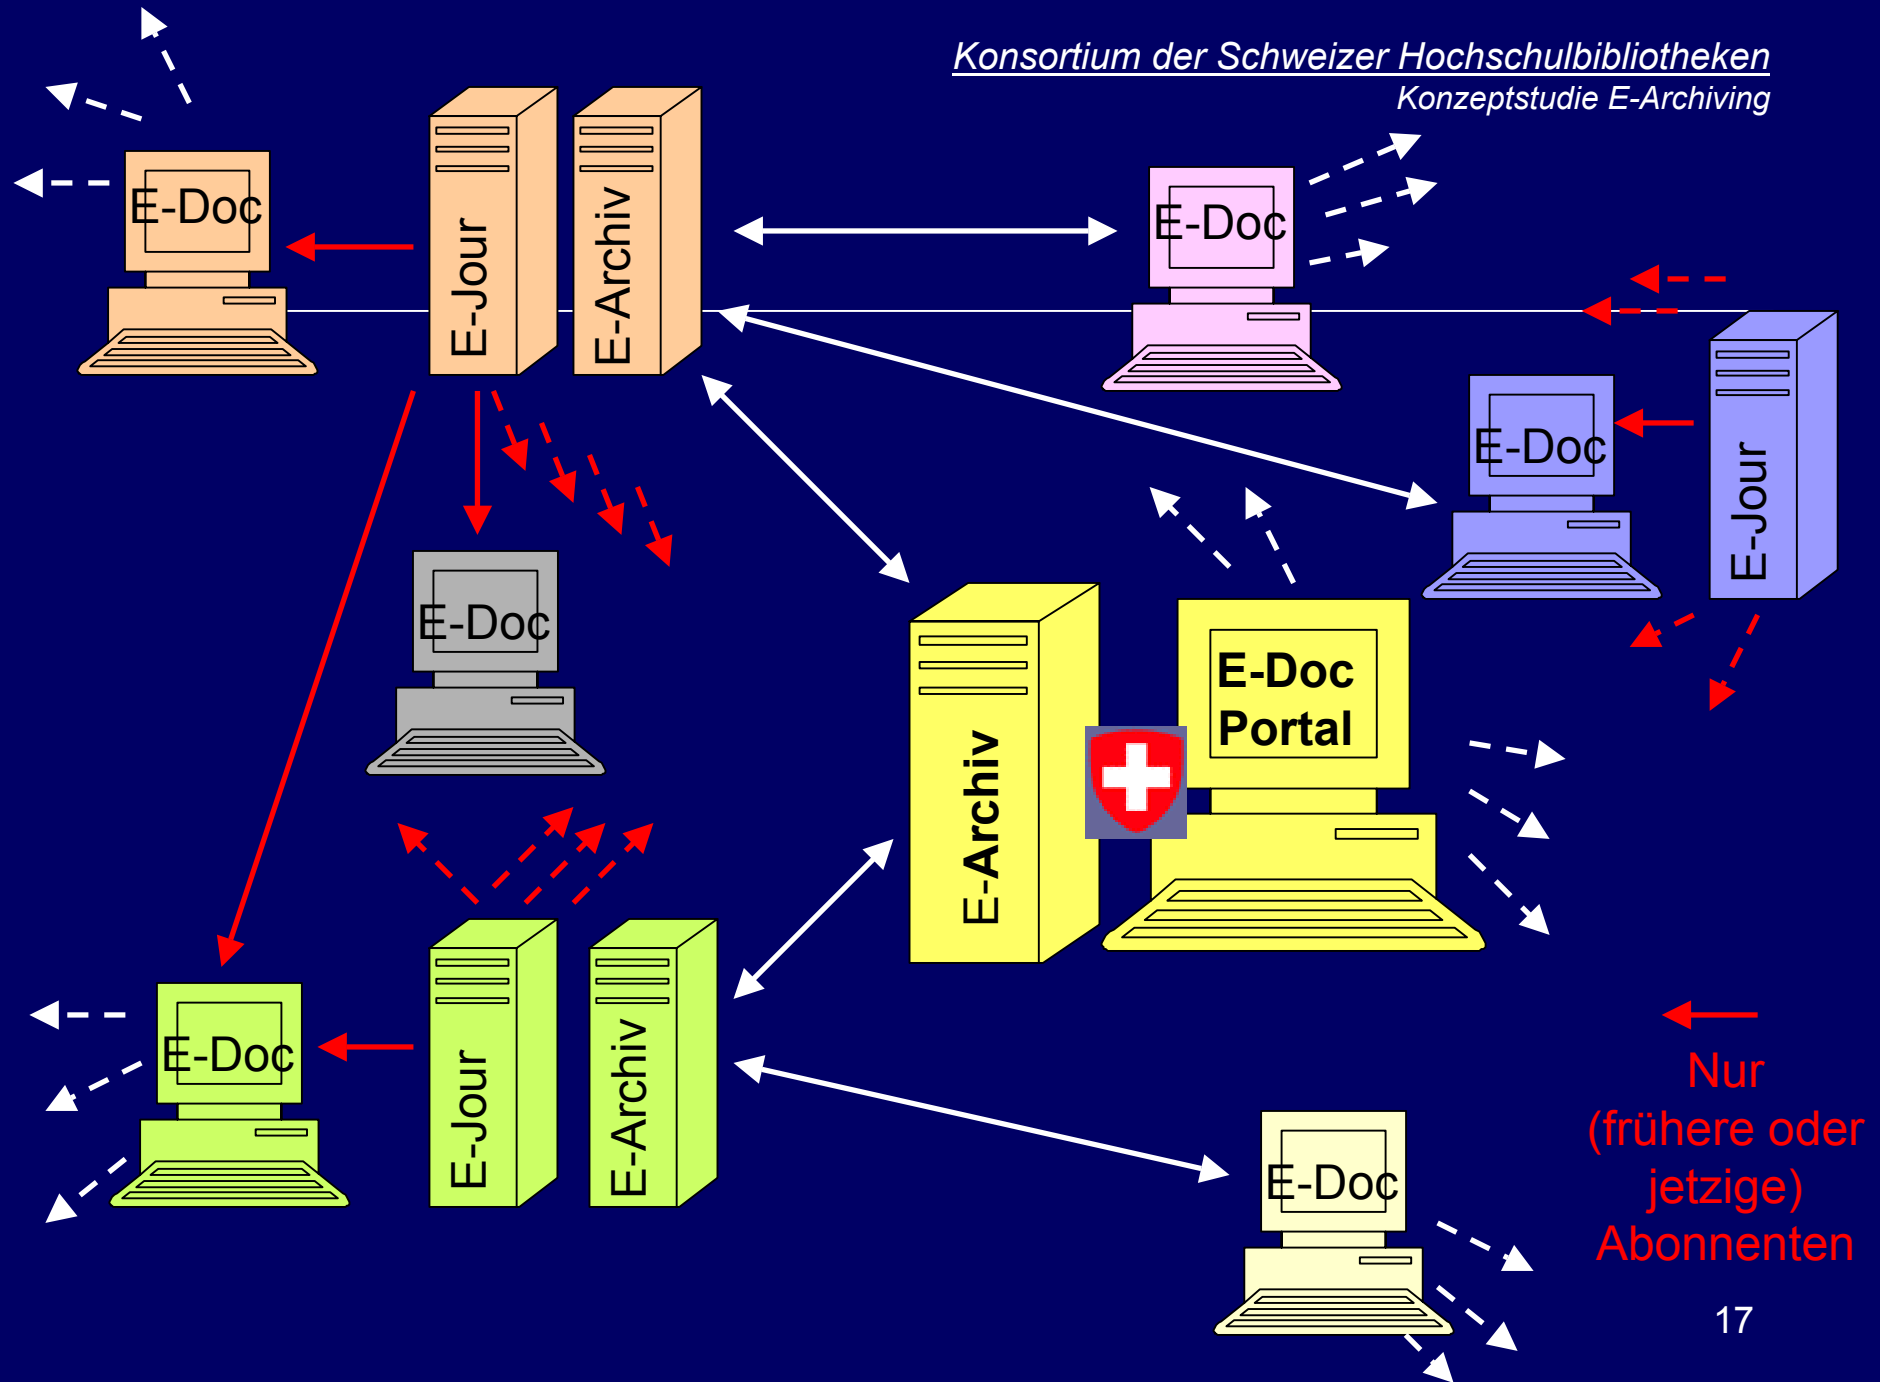 Konsortium der Schweizer Hochschulbibliotheken
Konzeptstudie E-Archiving
E-Doc
E-Jour
E-Archiv
E-Doc
E-Doc
E-Jour
E-Doc
E-Archiv
E-Doc
Portal
E-Doc
E-Jour
E-Archiv
E-Doc
Nur
(frühere oder
jetzige)
Abonnenten
17